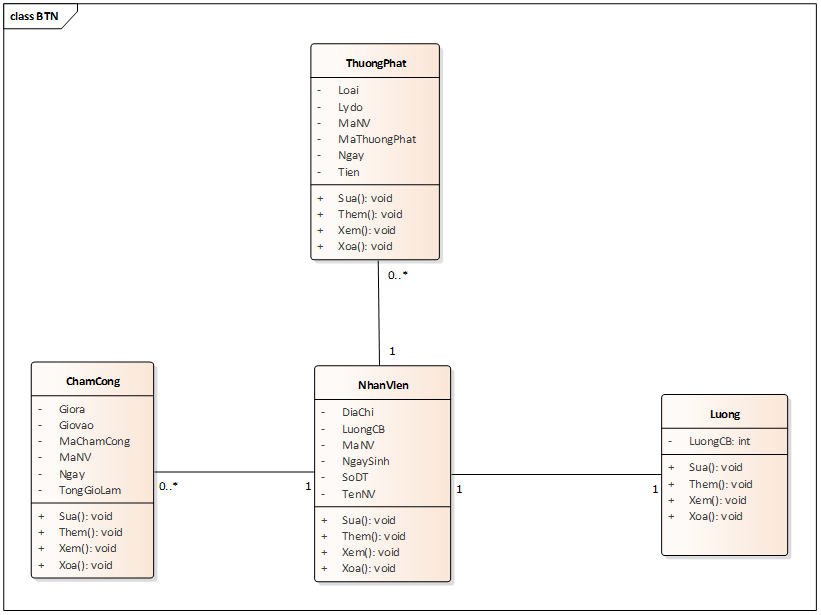 class BTN
ThuongPhat
- Loai
- Lydo
- MaNV
- MaThuongPhat
- Ngay
- Tien
+ Sua(): void
+ Them(): void
+ Xem(): void
+ Xoa(): void
0..*
1
ChamCong
- Giora
- Giovao
- MaChamCong
- MaNV
- Ngay
- TongGioLam
+ Sua(): void
+ Them(): void
+ Xem(): void
+ Xoa(): void
0..*
1
NhanVIen
- DiaChi
- LuongCB
- MaNV
- NgaySinh
- SoDT
- TenNV
+ Sua(): void
+ Them(): void
+ Xem(): void
+ Xoa(): void
1
1
Luong
- LuongCB: int
+ Sua(): void
+ Them(): void
+ Xem(): void
+ Xoa(): void